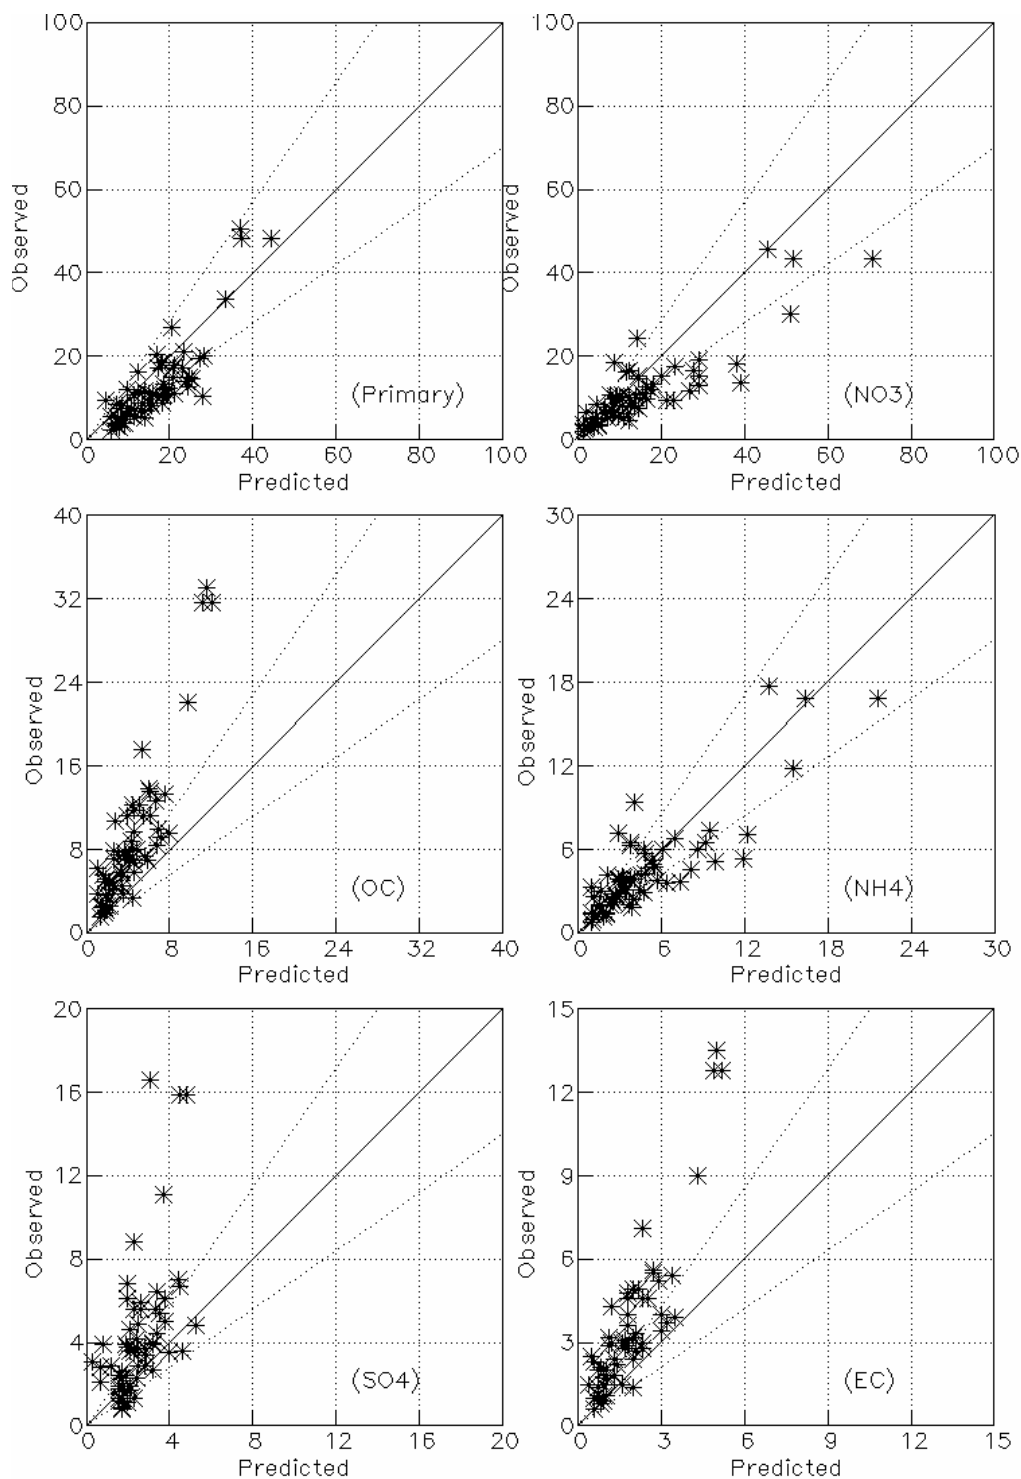 100 100
80 80
60 60
Observed Observed
40 40
20 20
(Primary) (NO3)
0 0
0 20 40 60 80 100 0 20 40 60 80 100
Predicted Predicted
40 30
32 24
24 18
Observed Observed
16 12
8 6
(OC) (NH4)
0 0
0 8 16 24 32 40 0 6 12 18 24 30
Predicted Predicted
20 15
16 12
12 9
Observed Observed
8 6
4 3
(SO4) (EC)
0 0
0 4 8 12 16 20 0 3 6 9 12 15
Predicted Predicted